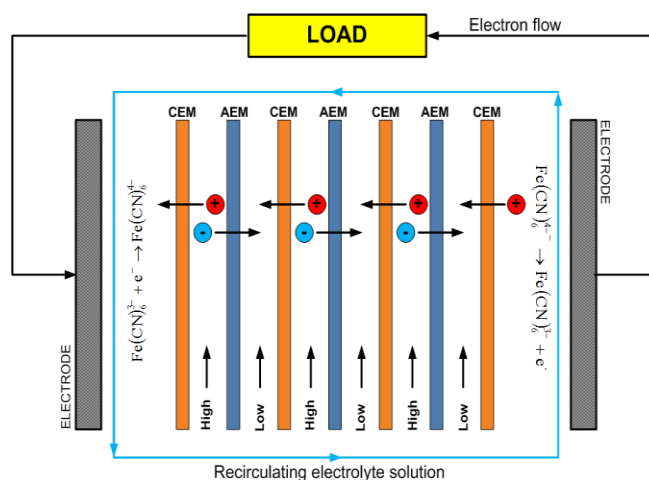 LOAD
Electron flow
CEM AEM CEM AEM CEM AEM CEM
ELECTRODE
ELECTRODE
+ + + +
- - -
Fe(CN)₆³⁻ + e⁻ → Fe(CN)₆⁴⁻
Fe(CN)₆⁴⁻ ⁻ → Fe(CN)₆³⁻ + e⁻
High Low High Low High Low
Recirculating electrolyte solution